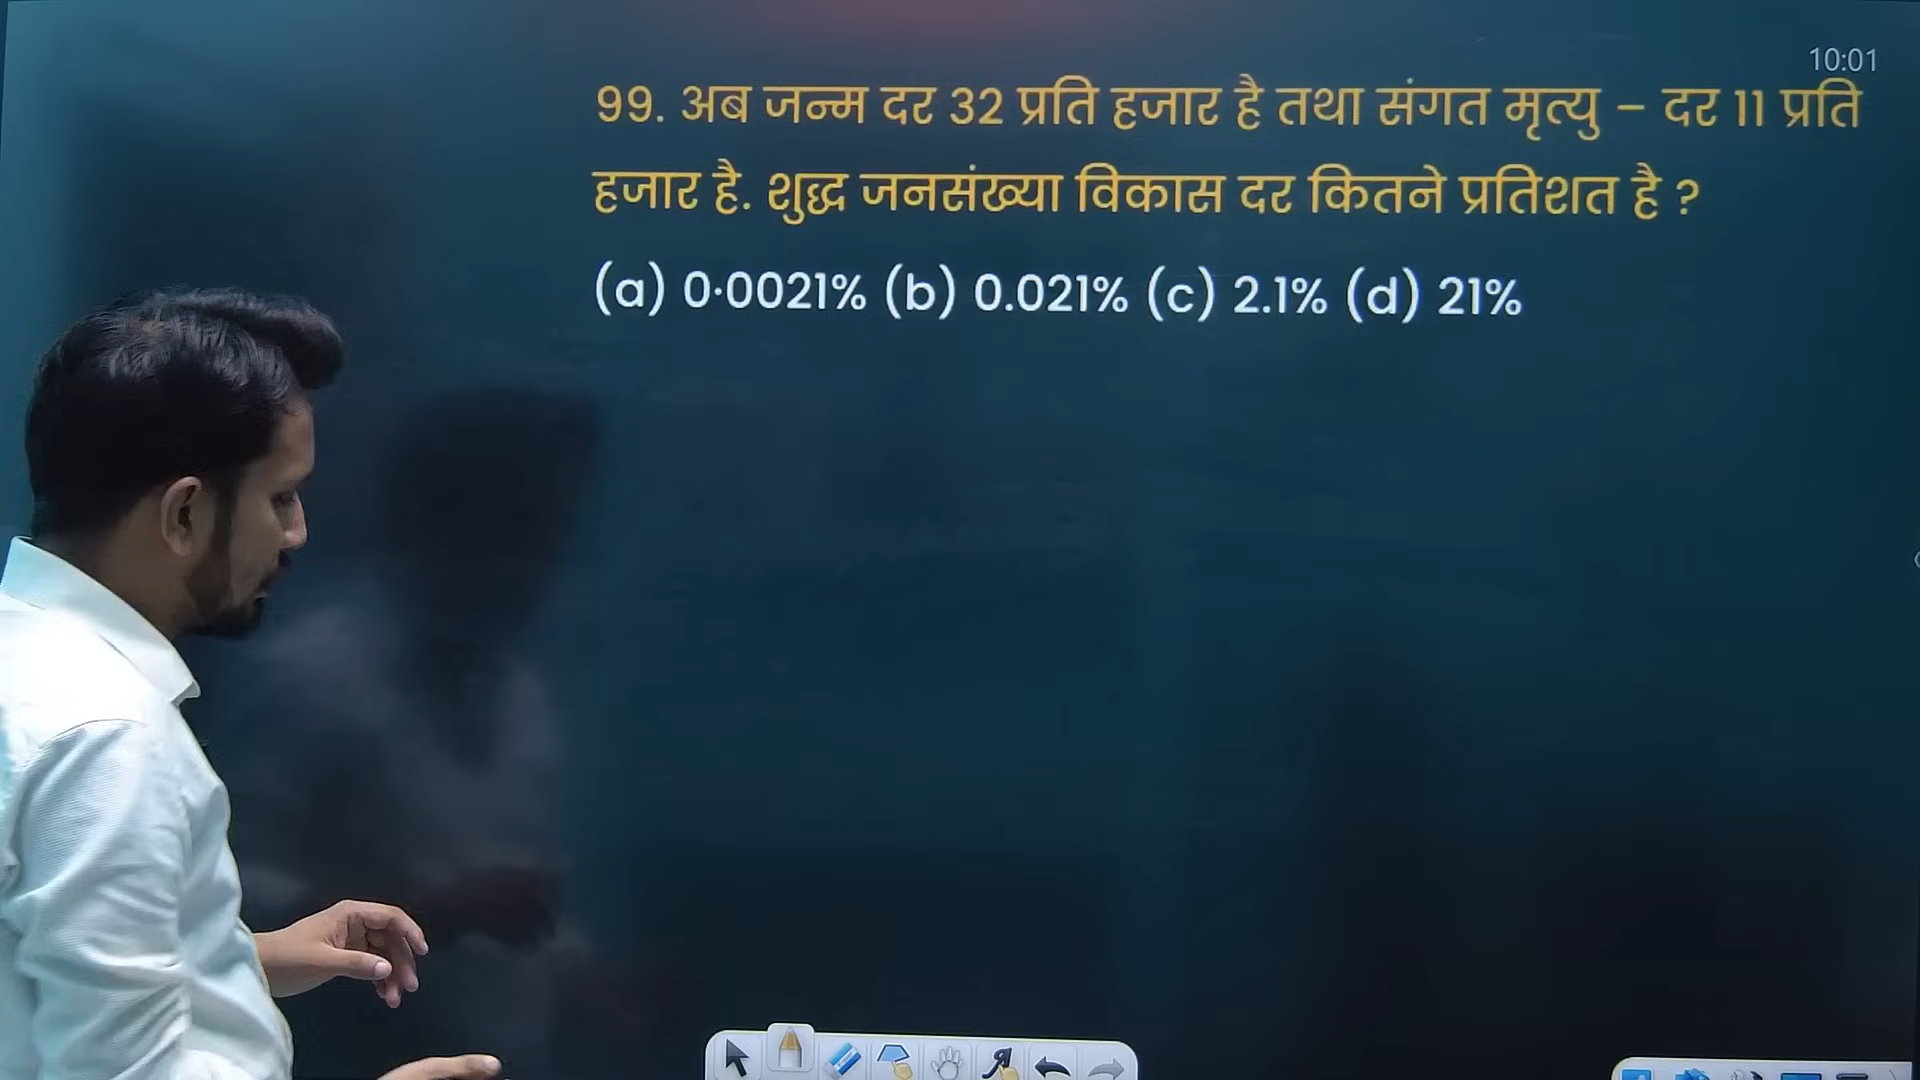 10:01
99. अब जन्म दर 32 प्रति हजार है तथा संगत मृत्यु – दर 11 प्रति
हजार है. शुद्ध जनसंख्या विकास दर कितने प्रतिशत है ?
(a) 0·0021% (b) 0.021% (c) 2.1% (d) 21%